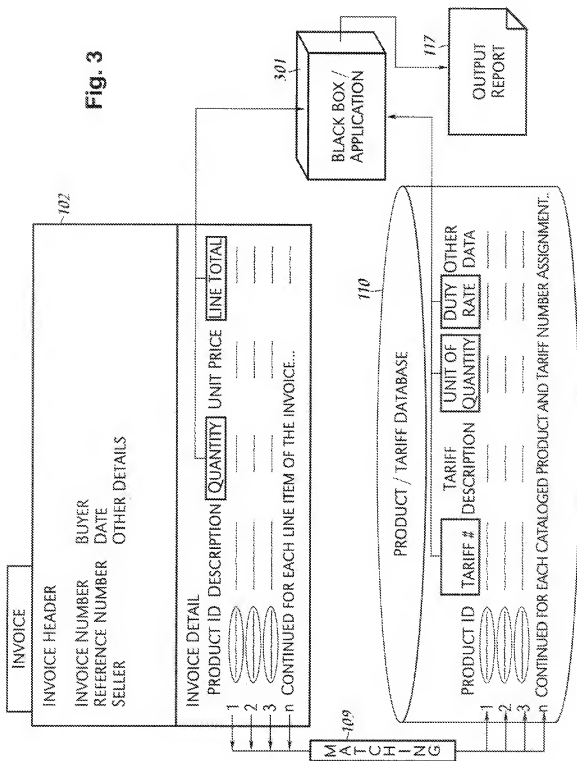 Fig. 3
INVOICE
102
INVOICE HEADER
INVOICE NUMBER BUYER
REFERENCE NUMBER DATE
SELLER OTHER DETAILS
INVOICE DETAIL
PRODUCT ID DESCRIPTION QUANTITY UNIT PRICE LINE TOTAL
1
2
3
n CONTINUED FOR EACH LINE ITEM OF THE INVOICE...
109
MATCHING
301
BLACK BOX /
APPLICATION
117
OUTPUT
REPORT
110
PRODUCT / TARIFF DATABASE
PRODUCT ID TARIFF # TARIFF DESCRIPTION UNIT OF QUANTITY DUTY RATE OTHER DATA
1
2
3
n CONTINUED FOR EACH CATALOGED PRODUCT AND TARIFF NUMBER ASSIGNMENT..